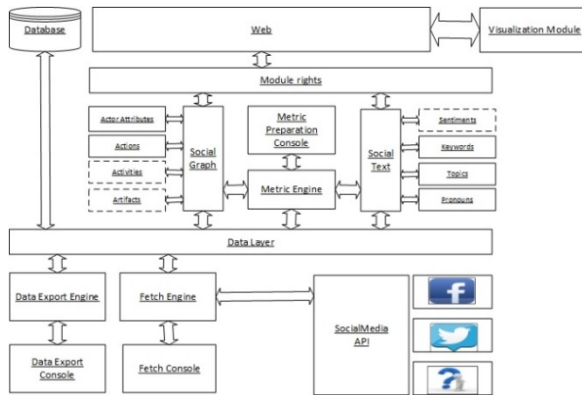 Database
Web
Visualization Module
Module rights
Actor Attributes
Actions
Activities
Artifacts
Social
Graph
Metric
Preparation
Console
Metric Engine
Social
Text
Sentiments
Keywords
Topics
Pronouns
Data Layer
Data Export Engine
Fetch Engine
SocialMedia
API
Data Export
Console
Fetch Console
f
?